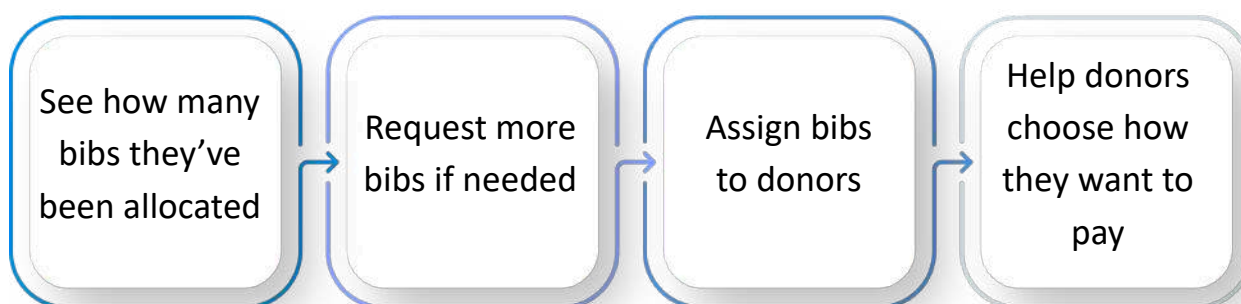 See how many
bibs they’ve
been allocated
Request more
bibs if needed
Assign bibs
to donors
Help donors
choose how
they want to
pay